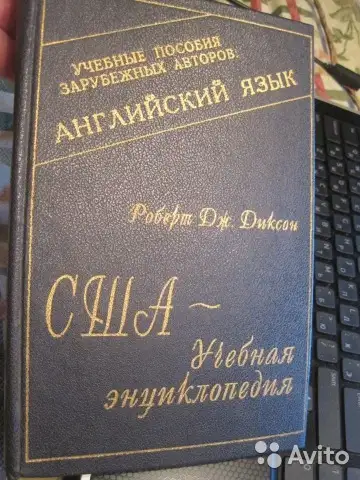 УЧЕБНЫЕ ПОСОБИЯ
ЗАРУБЕЖНЫХ АВТОРОВ:
АНГЛИЙСКИЙ ЯЗЫК
Роберт Дж. Диксон
США ~
Учебная
энциклопедия
Avito